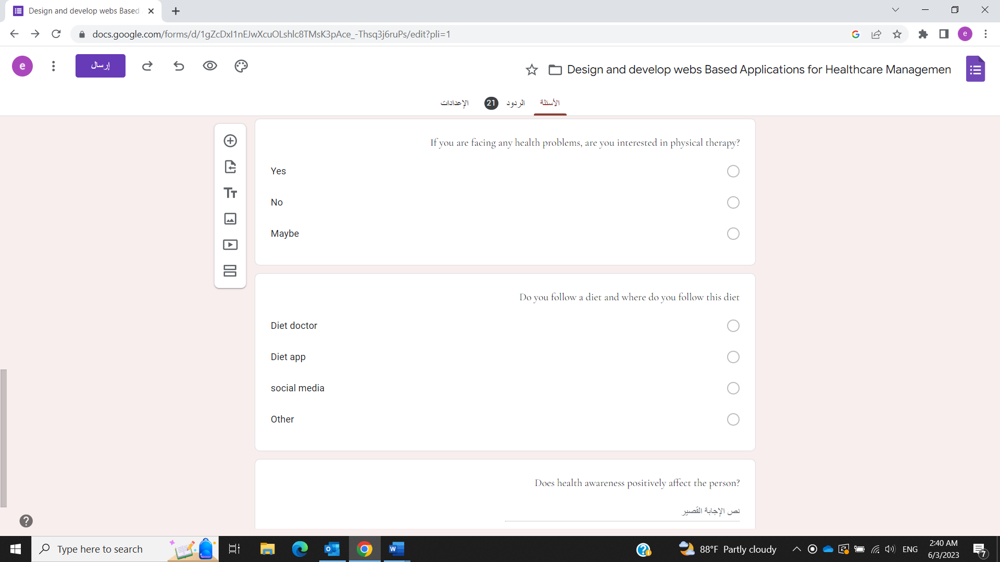 Design and develop webs Based
docs.google.com/forms/d/1gZcDxI1nEJwXcuOLshlc8TMsK3pAce_-Thsq3j6ruPs/edit?pli=1
e
e
إرسال
Design and develop webs Based Applications for Healthcare Managemen
الأسئلة
الردود 21
الإعدادات
If you are facing any health problems, are you interested in physical therapy?
Yes
No
Maybe
Do you follow a diet and where do you follow this diet
Diet doctor
Diet app
social media
Other
Does health awareness positively affect the person?
نص الإجابة القصير
Type here to search
88°F Partly cloudy
ENG
2:40 AM
6/3/2023
7